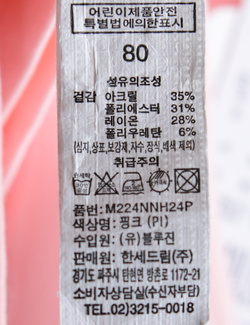 어린이제품안전
특별법에의한표시
80
섬유의조성
겉감 아크릴 35%
폴리에스터 31%
레이온 28%
폴리우레탄 6%
(심지,상표,보강재,자수,장식,배색 제외)
취급주의
품번: M224NNH24P
색상명: 핑크 (PI)
수입원: (유)블루진
판매원: 한세드림(주)
경기도 파주시 탄현면 방촌로 1172-21
소비자상담실(수신자부담)
TEL.02)3215-0018